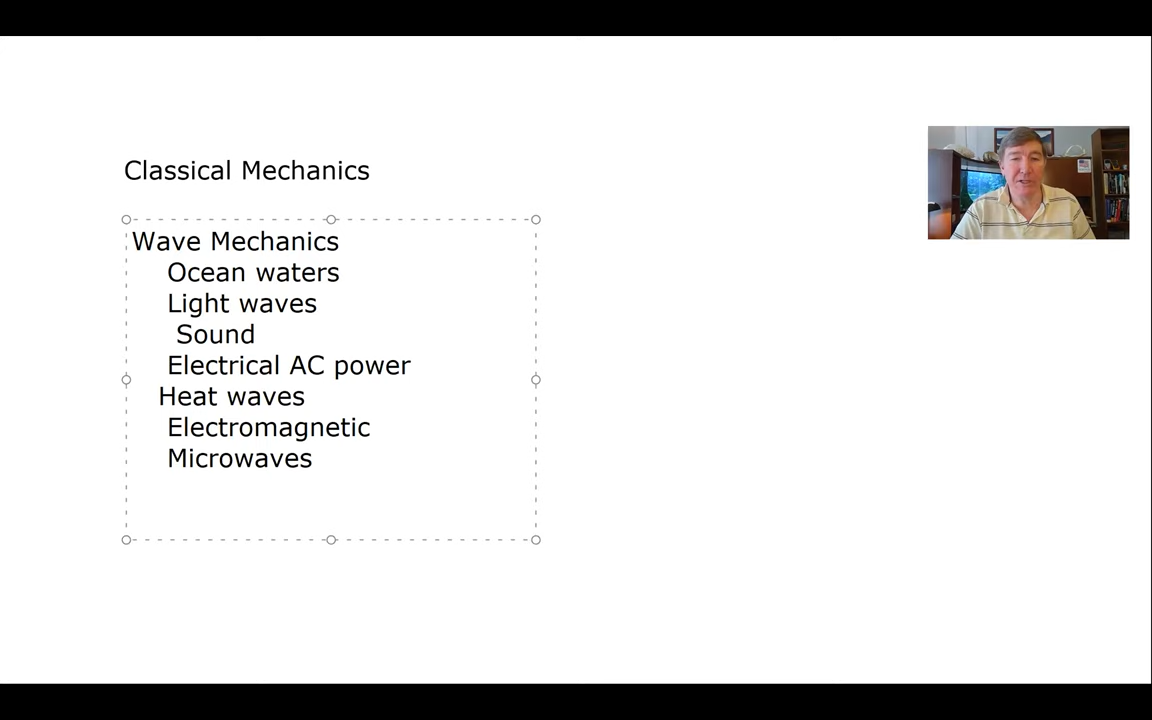 Classical Mechanics
Wave Mechanics
Ocean waters
Light waves
Sound
Electrical AC power
Heat waves
Electromagnetic
Microwaves